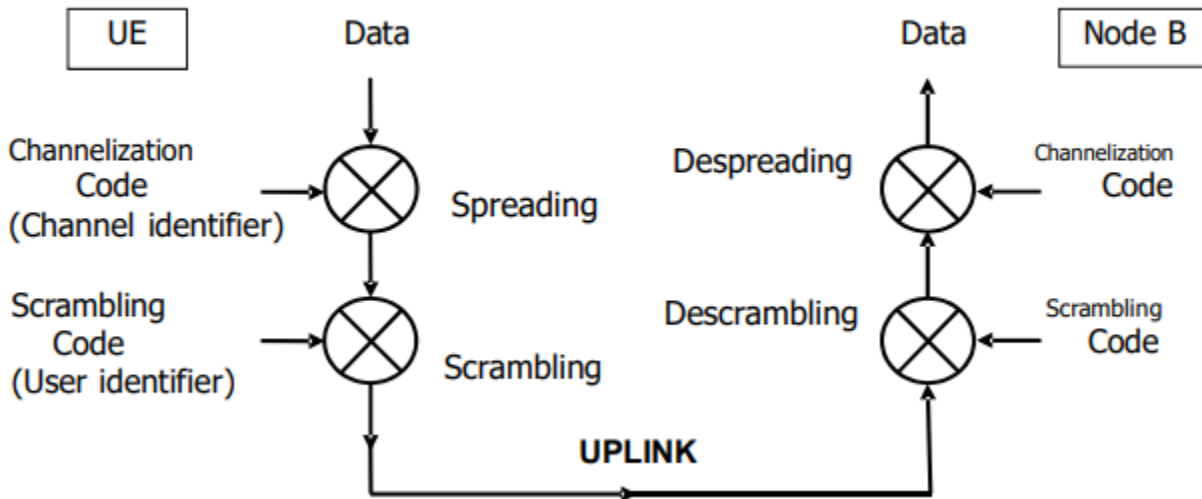 UE
Data
Data
Node B
Channelization
Code
(Channel identifier)
Spreading
Despreading
Channelization
Code
Scrambling
Code
(User identifier)
Scrambling
Descrambling
Scrambling
Code
UPLINK